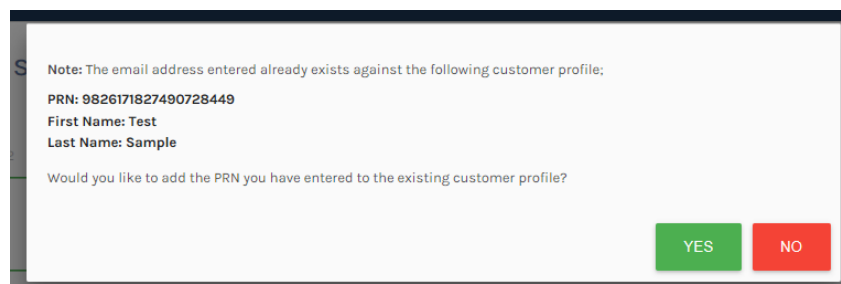 S
Note: The email address entered already exists against the following customer profile;
PRN: 9826171827490728449
First Name: Test
Last Name: Sample
Would you like to add the PRN you have entered to the existing customer profile?
YES
NO